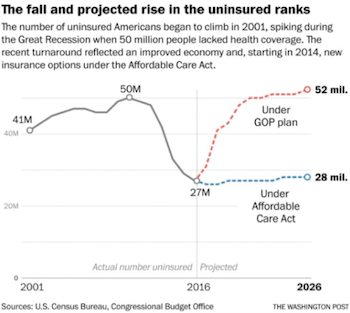 The fall and projected rise in the uninsured ranks
The number of uninsured Americans began to climb in 2001, spiking during
the Great Recession when 50 million people lacked health coverage. The
recent turnaround reflected an improved economy and, starting in 2014, new
insurance options under the Affordable Care Act.
50M
52 mil.
Under
GOP plan
41M
40M
28 mil.
27M
Under
Affordable
Care Act
20M
Actual number uninsured
Projected
0
2001
2016
2026
Sources: U.S. Census Bureau, Congressional Budget Office
THE WASHINGTON POST